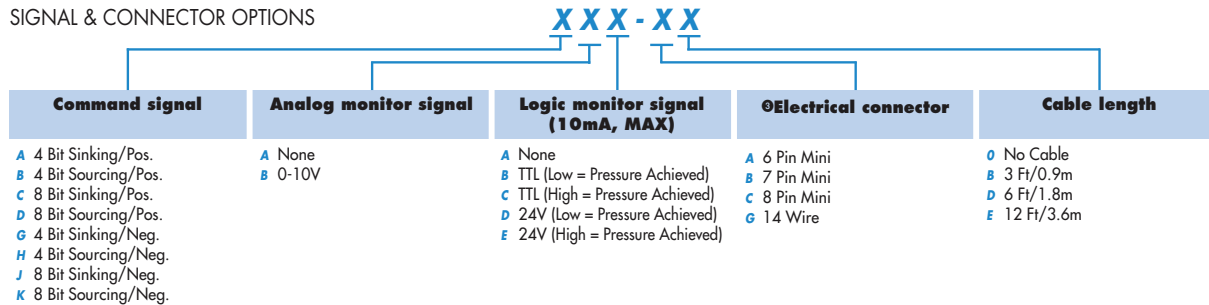 SIGNAL & CONNECTOR OPTIONS
X X X - X X
Command signal
A 4 Bit Sinking/Pos.
B 4 Bit Sourcing/Pos.
C 8 Bit Sinking/Pos.
D 8 Bit Sourcing/Pos.
G 4 Bit Sinking/Neg.
H 4 Bit Sourcing/Neg.
J 8 Bit Sinking/Neg.
K 8 Bit Sourcing/Neg.
Analog monitor signal
A None
B 0-10V
Logic monitor signal
(10mA, MAX)
A None
B TTL (Low = Pressure Achieved)
C TTL (High = Pressure Achieved)
D 24V (Low = Pressure Achieved)
E 24V (High = Pressure Achieved)
Electrical connector
A 6 Pin Mini
B 7 Pin Mini
C 8 Pin Mini
G 14 Wire
Cable length
0 No Cable
B 3 Ft/0.9m
D 6 Ft/1.8m
E 12 Ft/3.6m